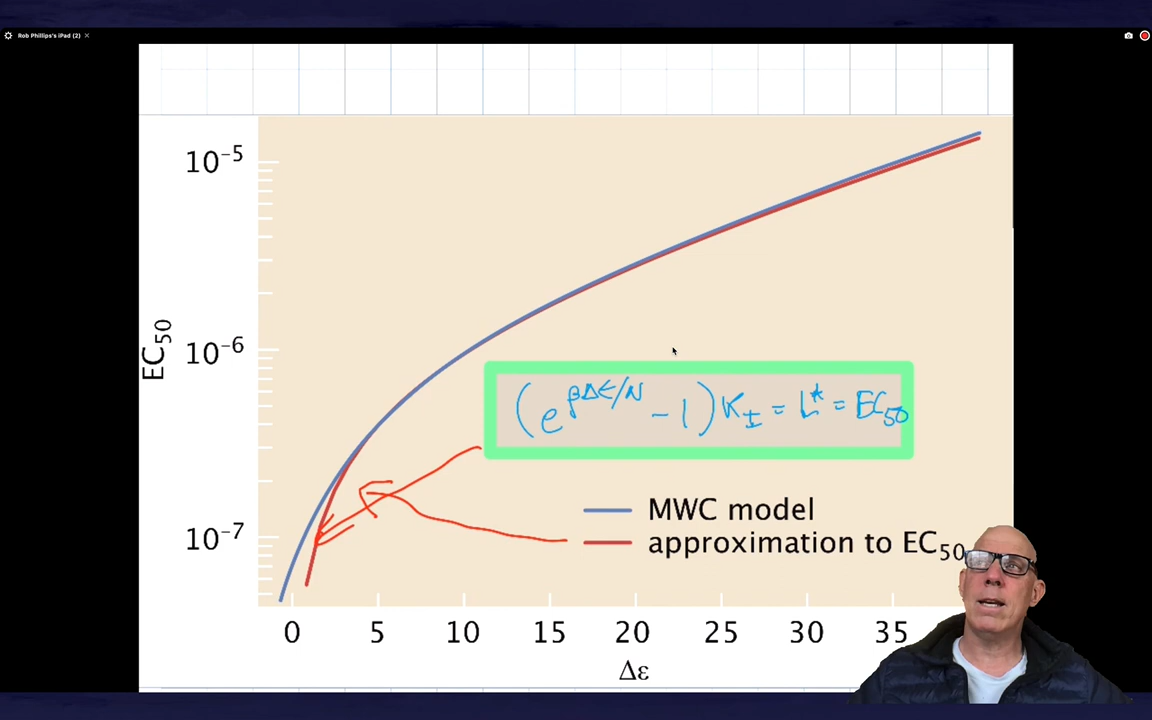 Rob Phillips's iPad (2) ×
10⁻⁵
10⁻⁶
10⁻⁷
EC₅₀
(e^{βΔε/N} - 1) K_I = L* = EC₅₀
MWC model
approximation to EC₅₀
0 5 10 15 20 25 30 35
Δε